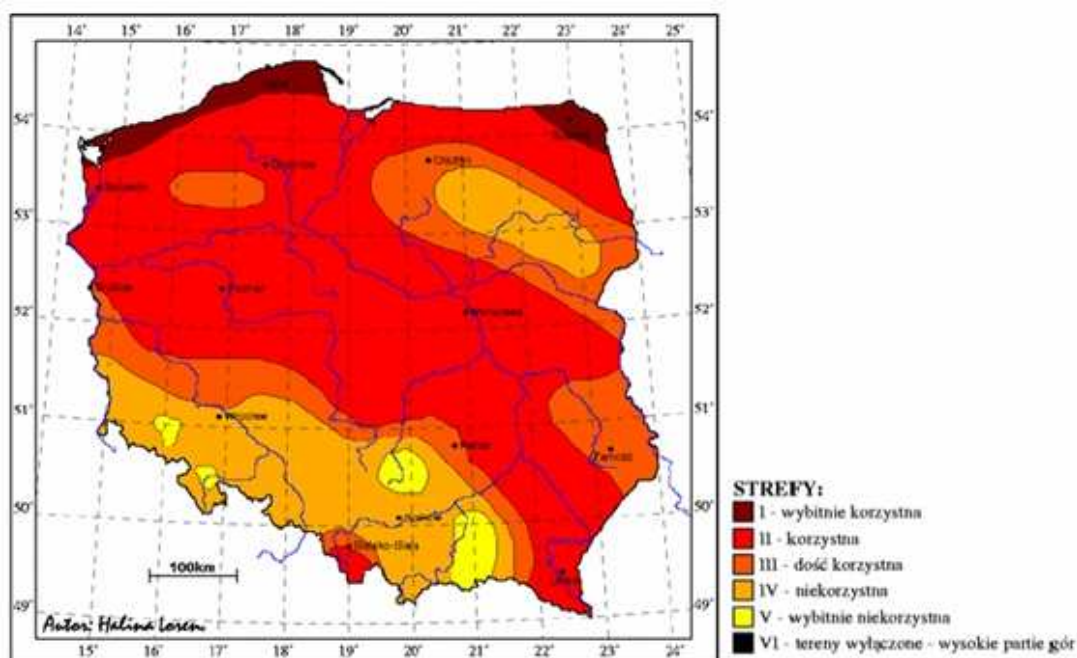 14° 15° 16° 17° 18° 19° 20° 21° 22° 23° 24° 25°
54° 54°
Olsztyn
53° 53°
Poznań
Warszawa
52° 52°
51° Wrocław 51°
Kielce
Zamość
50° Kraków 50°
Bielsko-Biała
100km
49° 49°
Autor: Halina Lorenc
15° 16° 17° 18° 19° 20° 21° 22° 23° 24°
STREFY:
I - wybitnie korzystna
II - korzystna
III - dość korzystna
IV - niekorzystna
V - wybitnie niekorzystna
VI - tereny wyłączone - wysokie partie gór